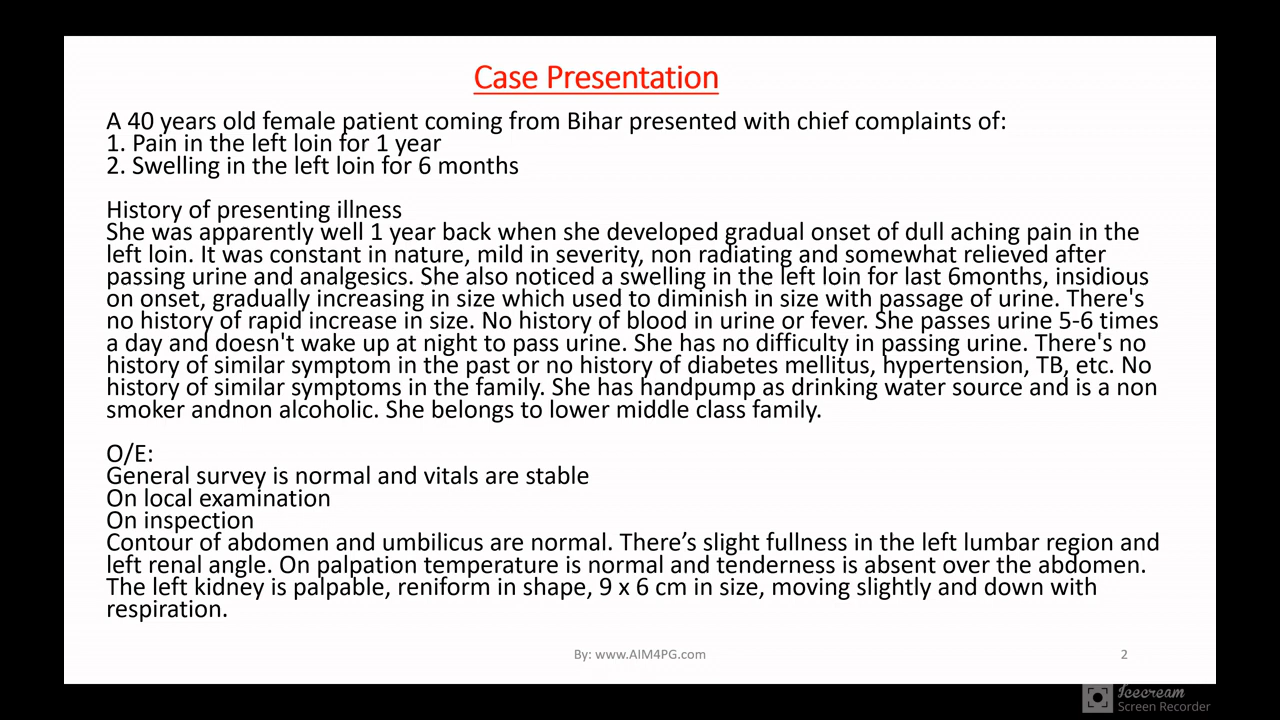 Case Presentation
A 40 years old female patient coming from Bihar presented with chief complaints of:
1. Pain in the left loin for 1 year
2. Swelling in the left loin for 6 months
History of presenting illness
She was apparently well 1 year back when she developed gradual onset of dull aching pain in the
left loin. It was constant in nature, mild in severity, non radiating and somewhat relieved after
passing urine and analgesics. She also noticed a swelling in the left loin for last 6months, insidious
on onset, gradually increasing in size which used to diminish in size with passage of urine. There's
no history of rapid increase in size. No history of blood in urine or fever. She passes urine 5-6 times
a day and doesn't wake up at night to pass urine. She has no difficulty in passing urine. There's no
history of similar symptom in the past or no history of diabetes mellitus, hypertension, TB, etc. No
history of similar symptoms in the family. She has handpump as drinking water source and is a non
smoker andnon alcoholic. She belongs to lower middle class family.
O/E:
General survey is normal and vitals are stable
On local examination
On inspection
Contour of abdomen and umbilicus are normal. There’s slight fullness in the left lumbar region and
left renal angle. On palpation temperature is normal and tenderness is absent over the abdomen.
The left kidney is palpable, reniform in shape, 9 x 6 cm in size, moving slightly and down with
respiration.
By: www.AIM4PG.com
2
Icecream
Screen Recorder